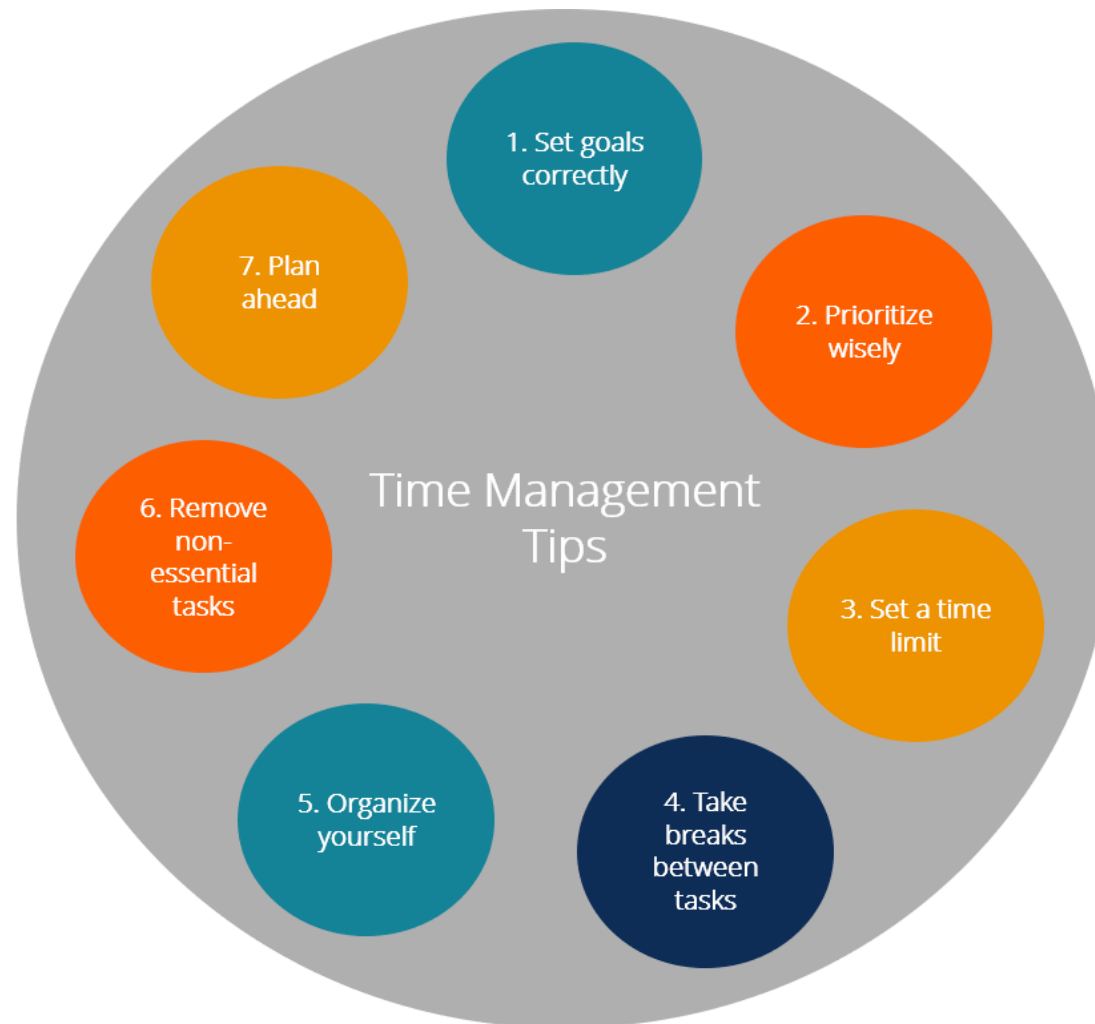 1. Set goals
correctly
2. Prioritize
wisely
3. Set a time
limit
4. Take
breaks
between
tasks
5. Organize
yourself
6. Remove
non-
essential
tasks
7. Plan
ahead
Time Management
Tips